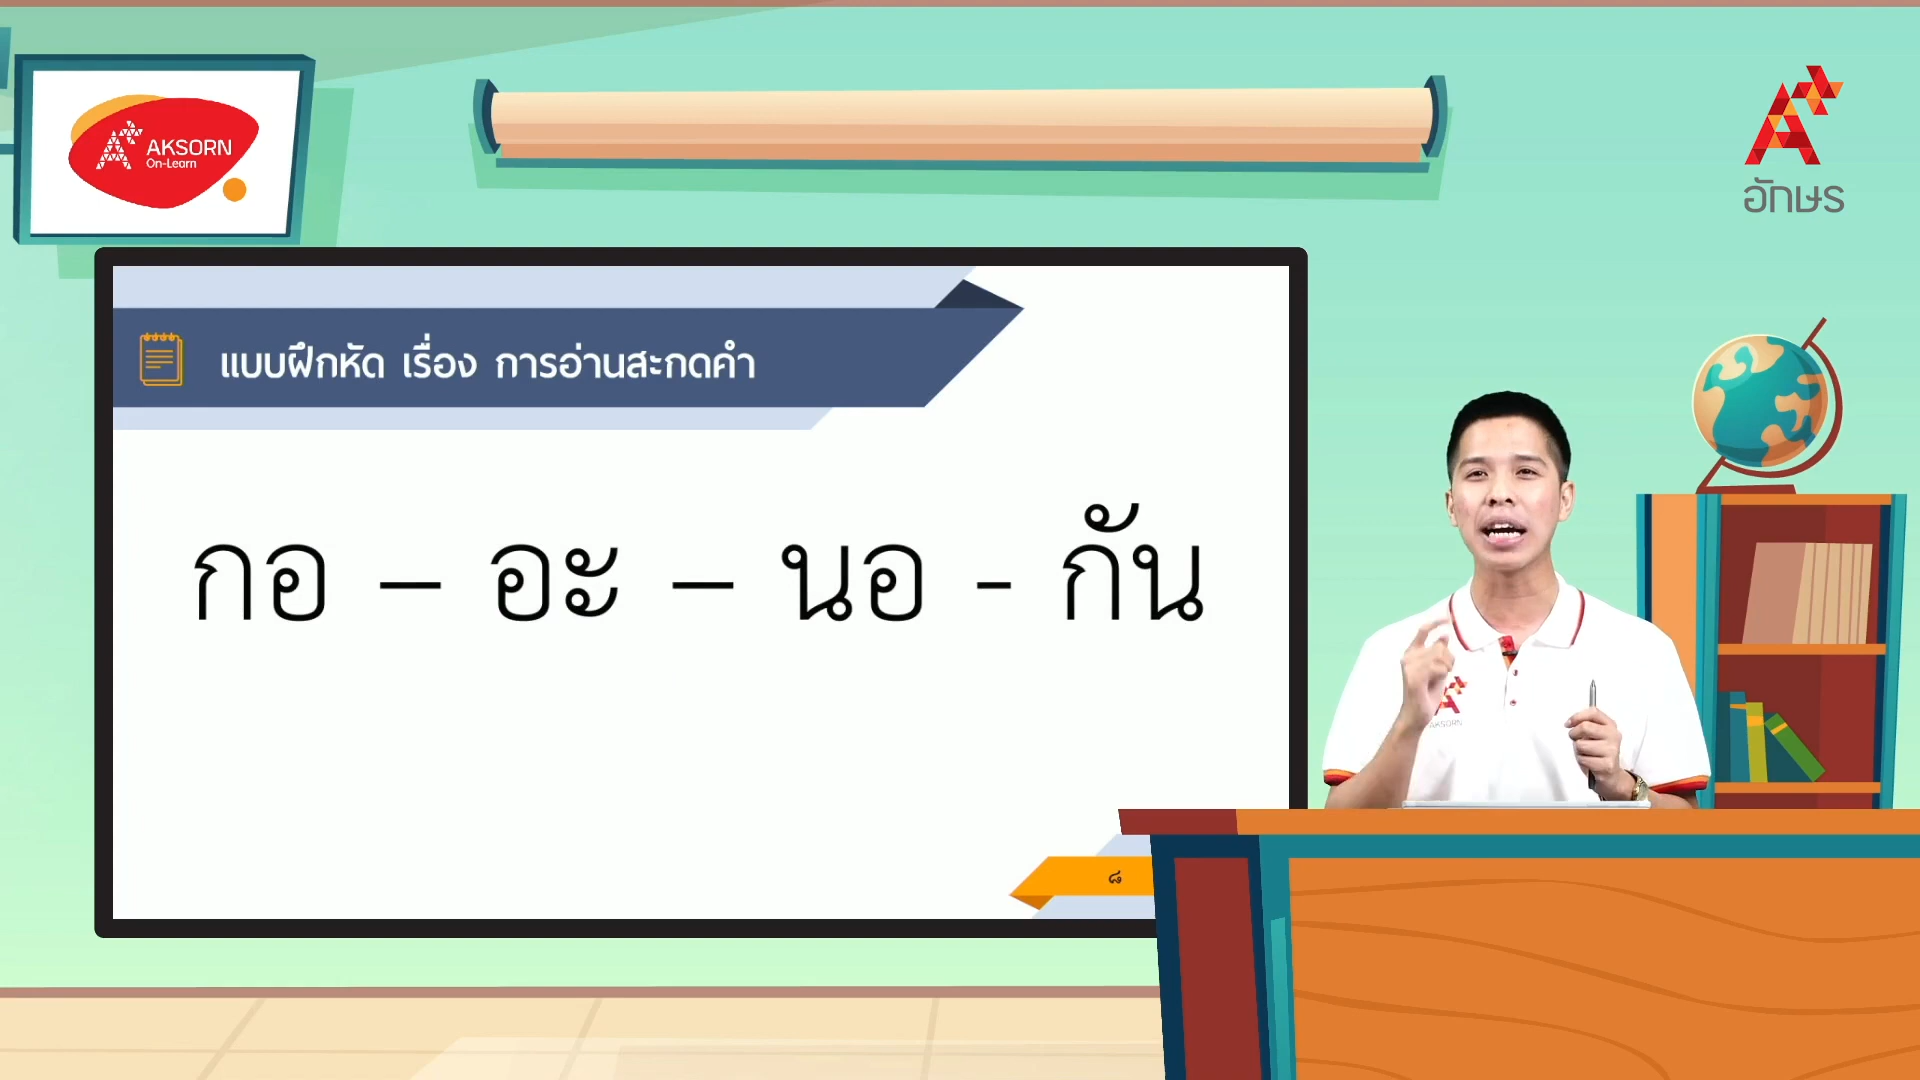 AKSORN
On-Learn
อักษร
แบบฝึกหัด เรื่อง การอ่านสะกดคำ
กอ – อะ – นอ - กัน
AKSORN
๘